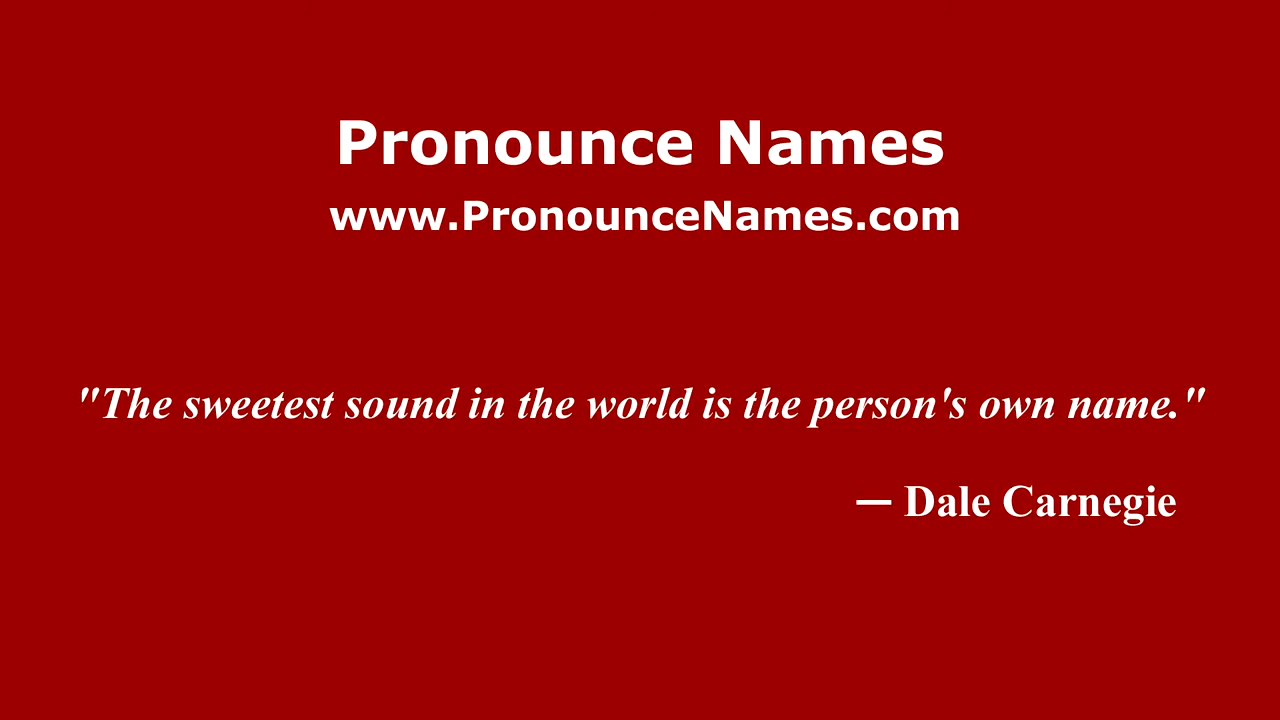 Pronounce Names
www.PronounceNames.com
"The sweetest sound in the world is the person's own name."
— Dale Carnegie